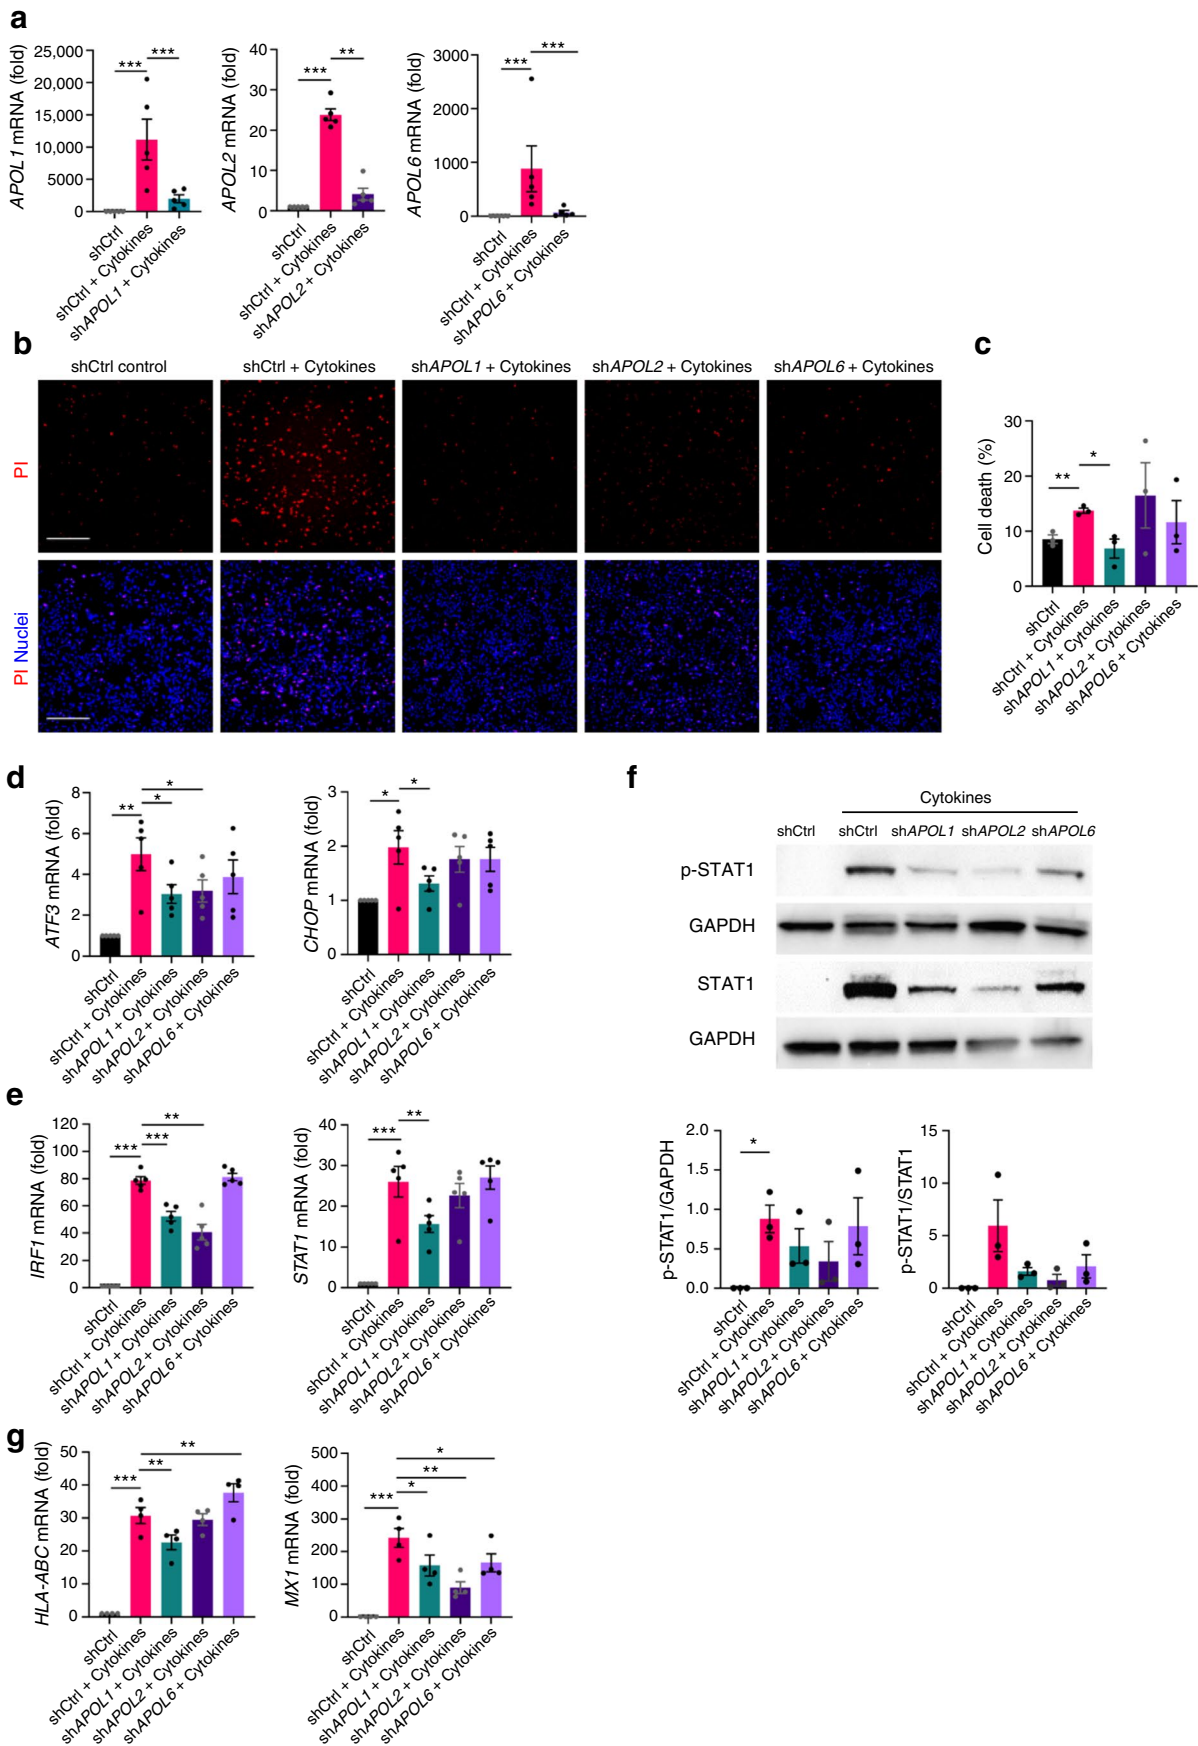 a
APOL1 mRNA (fold)
25,000
20,000
15,000
10,000
5000
0
***
***
shCtrl
shCtrl + Cytokines
shAPOL1 + Cytokines
APOL2 mRNA (fold)
40
30
20
10
0
***
**
shCtrl
shCtrl + Cytokines
shAPOL2 + Cytokines
APOL6 mRNA (fold)
3000
2000
1000
0
***
***
shCtrl
shCtrl + Cytokines
shAPOL6 + Cytokines
b
shCtrl control
shCtrl + Cytokines
shAPOL1 + Cytokines
shAPOL2 + Cytokines
shAPOL6 + Cytokines
PI
PI Nuclei
c
Cell death (%)
30
20
10
0
**
*
shCtrl
shCtrl + Cytokines
shAPOL1 + Cytokines
shAPOL2 + Cytokines
shAPOL6 + Cytokines
d
ATF3 mRNA (fold)
8
6
4
2
0
**
*
*
shCtrl
shCtrl + Cytokines
shAPOL1 + Cytokines
shAPOL2 + Cytokines
shAPOL6 + Cytokines
CHOP mRNA (fold)
3
2
1
0
*
*
shCtrl
shCtrl + Cytokines
shAPOL1 + Cytokines
shAPOL2 + Cytokines
shAPOL6 + Cytokines
e
IRF1 mRNA (fold)
120
100
80
60
40
20
0
***
***
**
shCtrl
shCtrl + Cytokines
shAPOL1 + Cytokines
shAPOL2 + Cytokines
shAPOL6 + Cytokines
STAT1 mRNA (fold)
40
30
20
10
0
***
**
shCtrl
shCtrl + Cytokines
shAPOL1 + Cytokines
shAPOL2 + Cytokines
shAPOL6 + Cytokines
f
Cytokines
shCtrl
shCtrl
shAPOL1
shAPOL2
shAPOL6
p-STAT1
GAPDH
STAT1
GAPDH
p-STAT1/GAPDH
2.0
1.5
1.0
0.5
0.0
*
shCtrl
shCtrl + Cytokines
shAPOL1 + Cytokines
shAPOL2 + Cytokines
shAPOL6 + Cytokines
p-STAT1/STAT1
15
10
5
0
shCtrl
shCtrl + Cytokines
shAPOL1 + Cytokines
shAPOL2 + Cytokines
shAPOL6 + Cytokines
g
HLA-ABC mRNA (fold)
50
40
30
20
10
0
***
**
**
shCtrl
shCtrl + Cytokines
shAPOL1 + Cytokines
shAPOL2 + Cytokines
shAPOL6 + Cytokines
MX1 mRNA (fold)
500
400
300
200
100
0
***
*
**
*
shCtrl
shCtrl + Cytokines
shAPOL1 + Cytokines
shAPOL2 + Cytokines
shAPOL6 + Cytokines